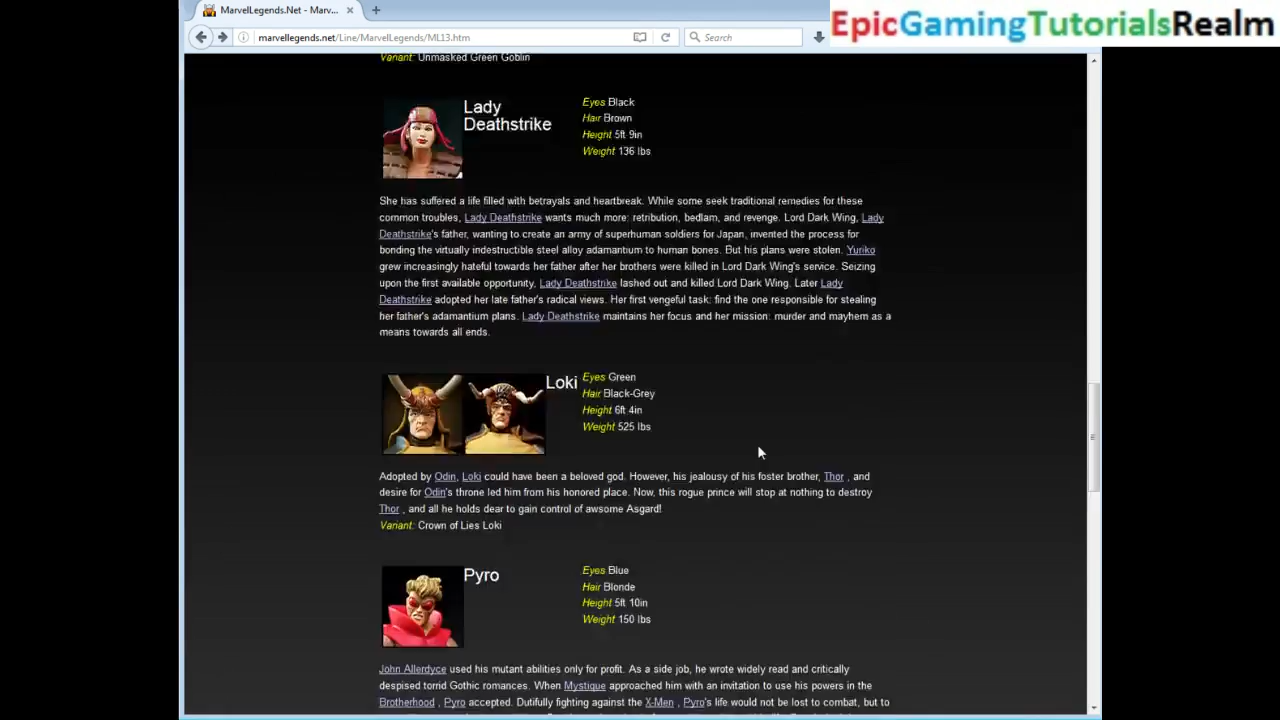 MarvelLegends.Net - Marv...
EpicGamingTutorialsRealm
marvellegends.net/Line/MarvelLegends/ML13.htm
Search
Variant: Unmasked Green Goblin
Lady
Deathstrike
Eyes Black
Hair Brown
Height 5ft 9in
Weight 136 lbs
She has suffered a life filled with betrayals and heartbreak. While some seek traditional remedies for these
common troubles, Lady Deathstrike wants much more: retribution, bedlam, and revenge. Lord Dark Wing, Lady
Deathstrike's father, wanting to create an army of superhuman soldiers for Japan, invented the process for
bonding the virtually indestructible steel alloy adamantium to human bones. But his plans were stolen. Yuriko
grew increasingly hateful towards her father after her brothers were killed in Lord Dark Wing's service. Seizing
upon the first available opportunity, Lady Deathstrike lashed out and killed Lord Dark Wing. Later Lady
Deathstrike adopted her late father's radical views. Her first vengeful task: find the one responsible for stealing
her father's adamantium plans. Lady Deathstrike maintains her focus and her mission: murder and mayhem as a
means towards all ends.
Loki
Eyes Green
Hair Black-Grey
Height 6ft 4in
Weight 525 lbs
Adopted by Odin, Loki could have been a beloved god. However, his jealousy of his foster brother, Thor , and
desire for Odin's throne led him from his honored place. Now, this rogue prince will stop at nothing to destroy
Thor , and all he holds dear to gain control of awsome Asgard!
Variant: Crown of Lies Loki
Pyro
Eyes Blue
Hair Blonde
Height 5ft 10in
Weight 150 lbs
John Allerdyce used his mutant abilities only for profit. As a side job, he wrote widely read and critically
despised torrid Gothic romances. When Mystique approached him with an invitation to use his powers in the
Brotherhood , Pyro accepted. Dutifully fighting against the X-Men , Pyro's life would not be lost to combat, but to